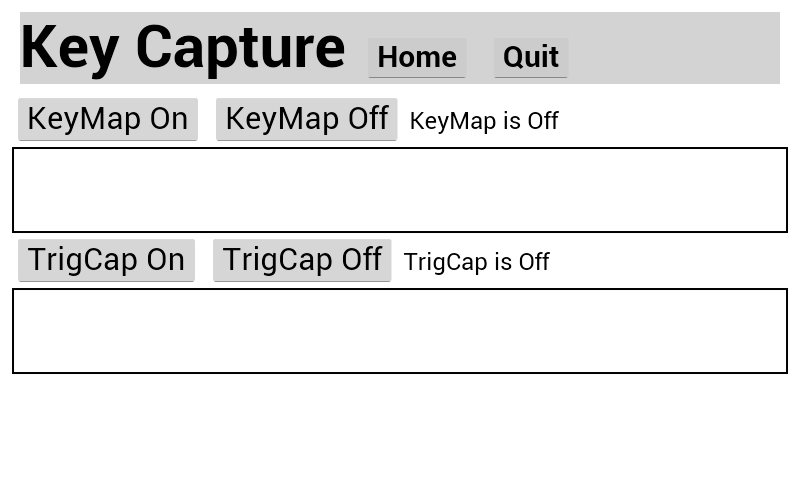 Key Capture Home Quit
KeyMap On KeyMap Off KeyMap is Off
TrigCap On TrigCap Off TrigCap is Off